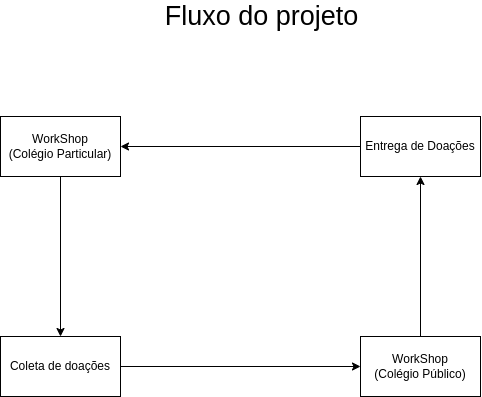 Fluxo do projeto
WorkShop
(Colégio Particular)
Entrega de Doações
Coleta de doações
WorkShop
(Colégio Público)